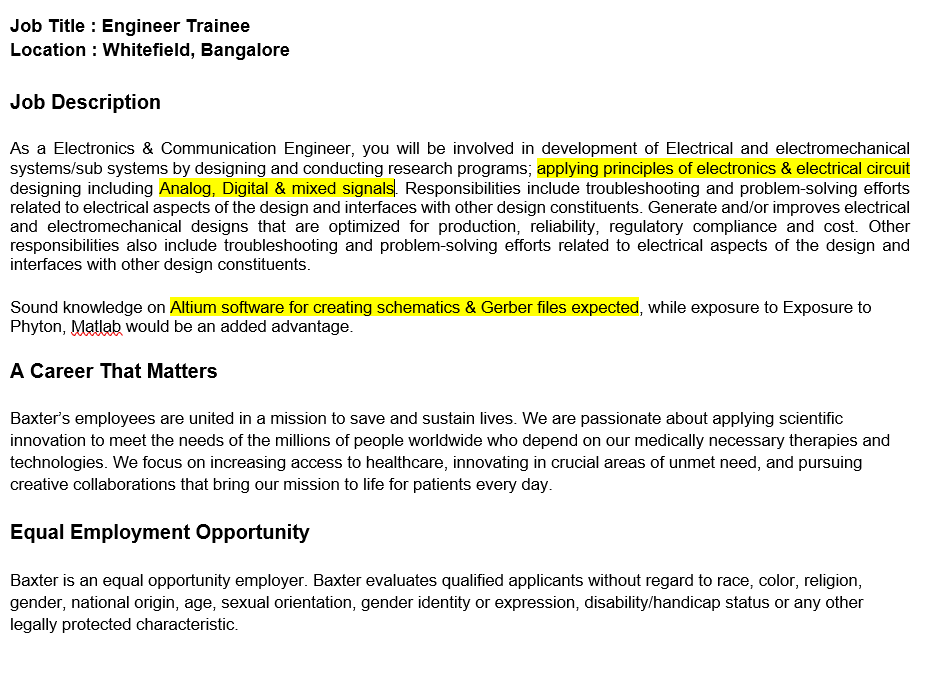 Job Title : Engineer Trainee
Location : Whitefield, Bangalore
Job Description
As a Electronics & Communication Engineer, you will be involved in development of Electrical and electromechanical
systems/sub systems by designing and conducting research programs; applying principles of electronics & electrical circuit
designing including Analog, Digital & mixed signals. Responsibilities include troubleshooting and problem-solving efforts
related to electrical aspects of the design and interfaces with other design constituents. Generate and/or improves electrical
and electromechanical designs that are optimized for production, reliability, regulatory compliance and cost. Other
responsibilities also include troubleshooting and problem-solving efforts related to electrical aspects of the design and
interfaces with other design constituents.
Sound knowledge on Altium software for creating schematics & Gerber files expected, while exposure to Exposure to
Phyton, Matlab would be an added advantage.
A Career That Matters
Baxter’s employees are united in a mission to save and sustain lives. We are passionate about applying scientific
innovation to meet the needs of the millions of people worldwide who depend on our medically necessary therapies and
technologies. We focus on increasing access to healthcare, innovating in crucial areas of unmet need, and pursuing
creative collaborations that bring our mission to life for patients every day.
Equal Employment Opportunity
Baxter is an equal opportunity employer. Baxter evaluates qualified applicants without regard to race, color, religion,
gender, national origin, age, sexual orientation, gender identity or expression, disability/handicap status or any other
legally protected characteristic.